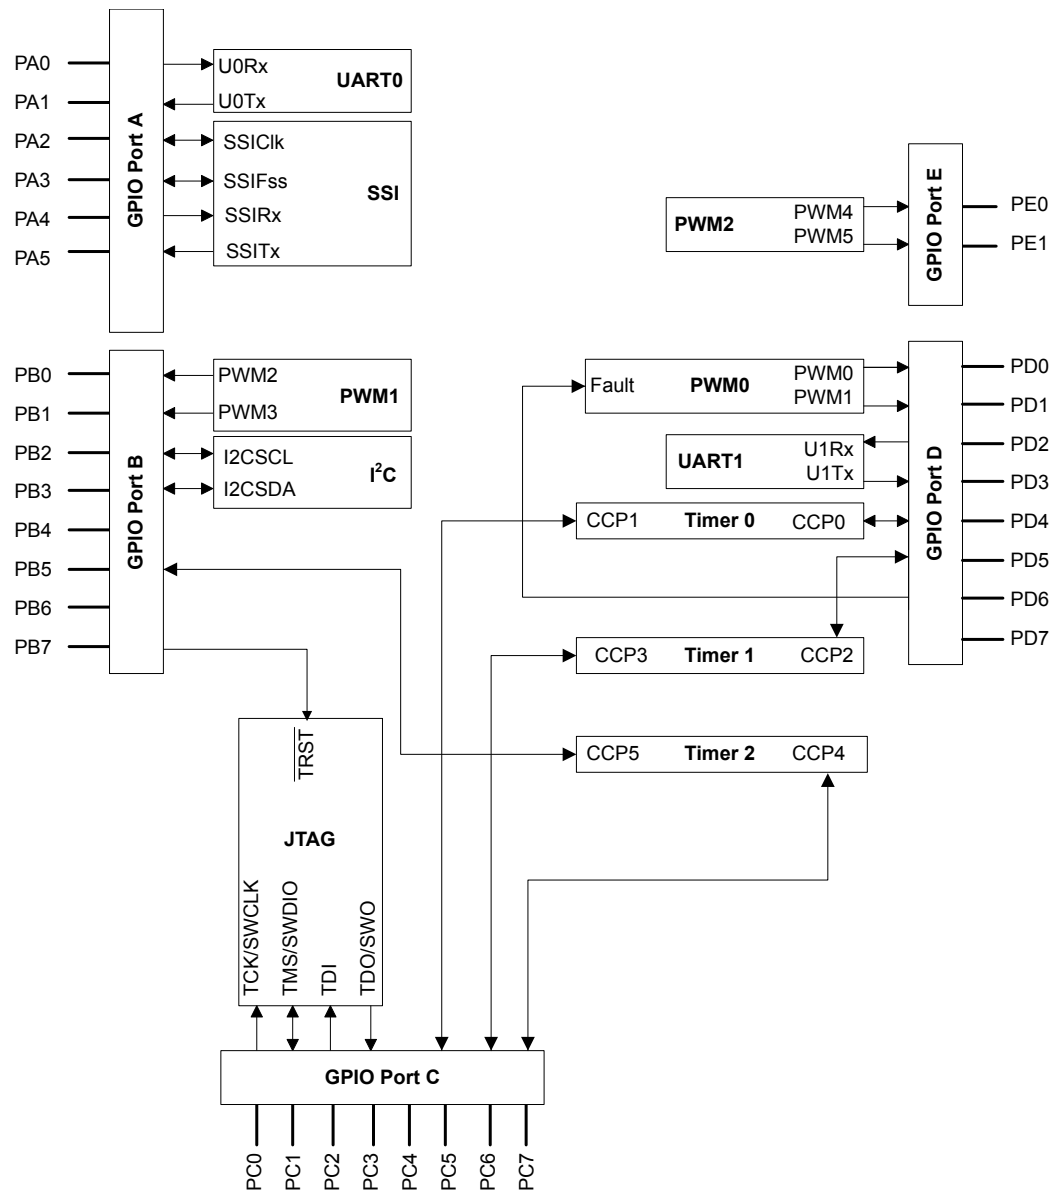 PA0
PA1
PA2
PA3
PA4
PA5
GPIO Port A
U0Rx
U0Tx
UART0
SSIClk
SSIFss
SSIRx
SSITx
SSI
PWM2
PWM4
PWM5
GPIO Port E
PE0
PE1
PB0
PB1
PB2
PB3
PB4
PB5
PB6
PB7
GPIO Port B
PWM2
PWM3
PWM1
I2CSCL
I2CSDA
I²C
Fault
PWM0
PWM0
PWM1
UART1
U1Rx
U1Tx
CCP1
Timer 0
CCP0
CCP3
Timer 1
CCP2
CCP5
Timer 2
CCP4
GPIO Port D
PD0
PD1
PD2
PD3
PD4
PD5
PD6
PD7
TRST
JTAG
TCK/SWCLK
TMS/SWDIO
TDI
TDO/SWO
GPIO Port C
PC0
PC1
PC2
PC3
PC4
PC5
PC6
PC7